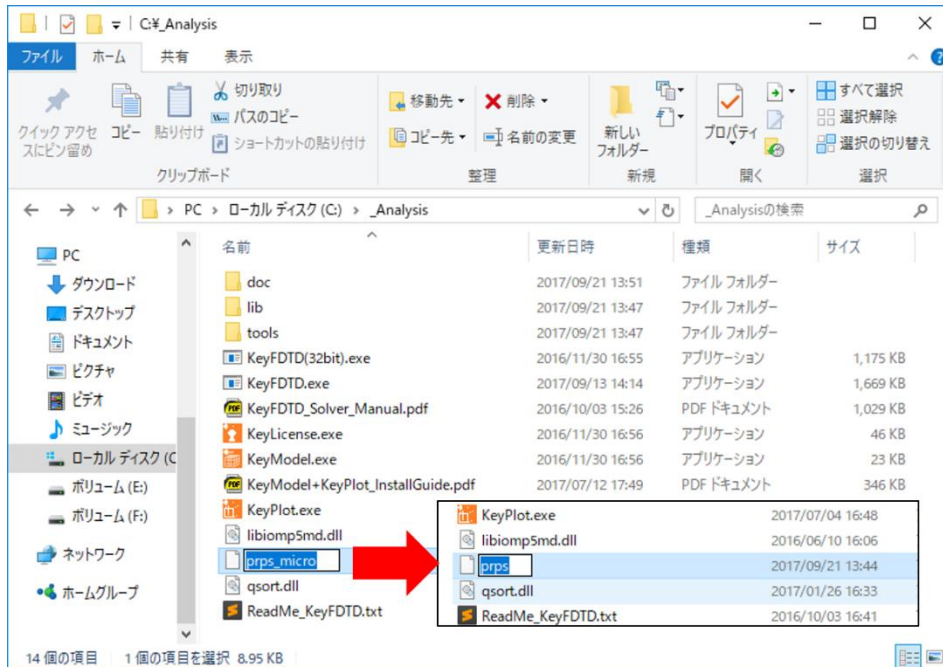 C:¥_Analysis
ファイル ホーム 共有 表示
クイック アクセスにピン留め
コピー
貼り付け
切り取り
パスのコピー
ショートカットの貼り付け
クリップボード
移動先
コピー先
削除
名前の変更
整理
新しいフォルダー
新規
プロパティ
開く
すべて選択
選択解除
選択の切り替え
選択
PC › ローカル ディスク (C:) › _Analysis
_Analysisの検索
PC
ダウンロード
デスクトップ
ドキュメント
ピクチャ
ビデオ
ミュージック
ローカル ディスク (C
ボリューム (E:)
ボリューム (F:)
ネットワーク
ホームグループ
名前 更新日時 種類 サイズ
doc 2017/09/21 13:51 ファイル フォルダー
lib 2017/09/21 13:47 ファイル フォルダー
tools 2017/09/21 13:47 ファイル フォルダー
KeyFDTD(32bit).exe 2016/11/30 16:55 アプリケーション 1,175 KB
KeyFDTD.exe 2017/09/13 14:14 アプリケーション 1,669 KB
KeyFDTD_Solver_Manual.pdf 2016/10/03 15:26 PDF ドキュメント 1,029 KB
KeyLicense.exe 2016/11/30 16:56 アプリケーション 46 KB
KeyModel.exe 2016/11/30 16:56 アプリケーション 23 KB
KeyModel+KeyPlot_InstallGuide.pdf 2017/07/12 17:49 PDF ドキュメント 346 KB
KeyPlot.exe
libiomp5md.dll
prps_micro
qsort.dll
ReadMe_KeyFDTD.txt
KeyPlot.exe 2017/07/04 16:48
libiomp5md.dll 2016/06/10 16:06
prps 2017/09/21 13:44
qsort.dll 2017/01/26 16:33
ReadMe_KeyFDTD.txt 2016/10/03 16:41
14 個の項目 1 個の項目を選択 8.95 KB